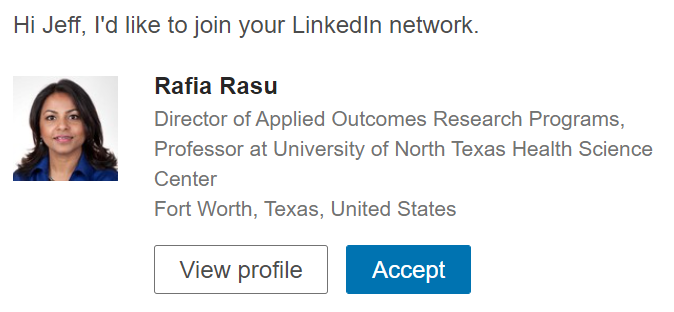 Hi Jeff, I'd like to join your LinkedIn network.
Rafia Rasu
Director of Applied Outcomes Research Programs,
Professor at University of North Texas Health Science
Center
Fort Worth, Texas, United States
View profile
Accept